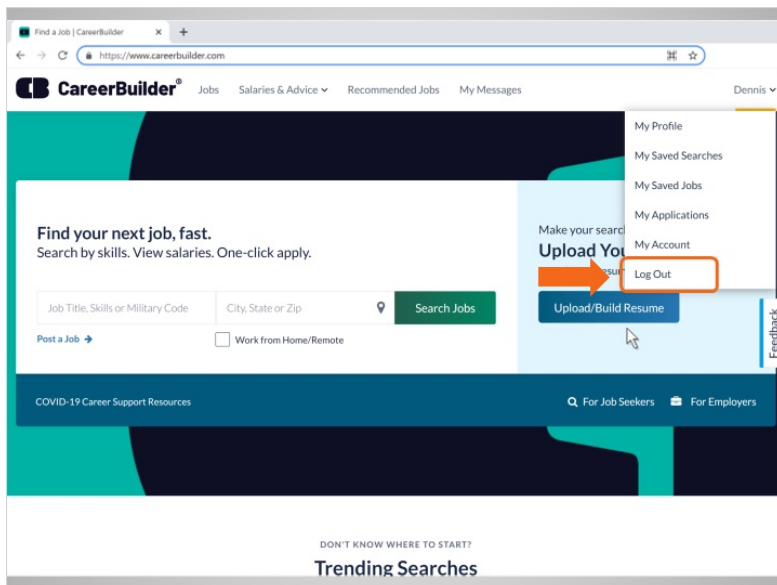 Find a Job | CareerBuilder
https://www.careerbuilder.com
CB CareerBuilder®
Jobs
Salaries & Advice
Recommended Jobs
My Messages
Dennis
My Profile
My Saved Searches
My Saved Jobs
My Applications
My Account
Log Out
Find your next job, fast.
Search by skills. View salaries. One-click apply.
Job Title, Skills or Military Code
City, State or Zip
Search Jobs
Post a Job
Work from Home/Remote
Make your
Upload
Upload/Build Resume
Feedback
COVID-19 Career Support Resources
For Job Seekers
For Employers
DON'T KNOW WHERE TO START?
Trending Searches